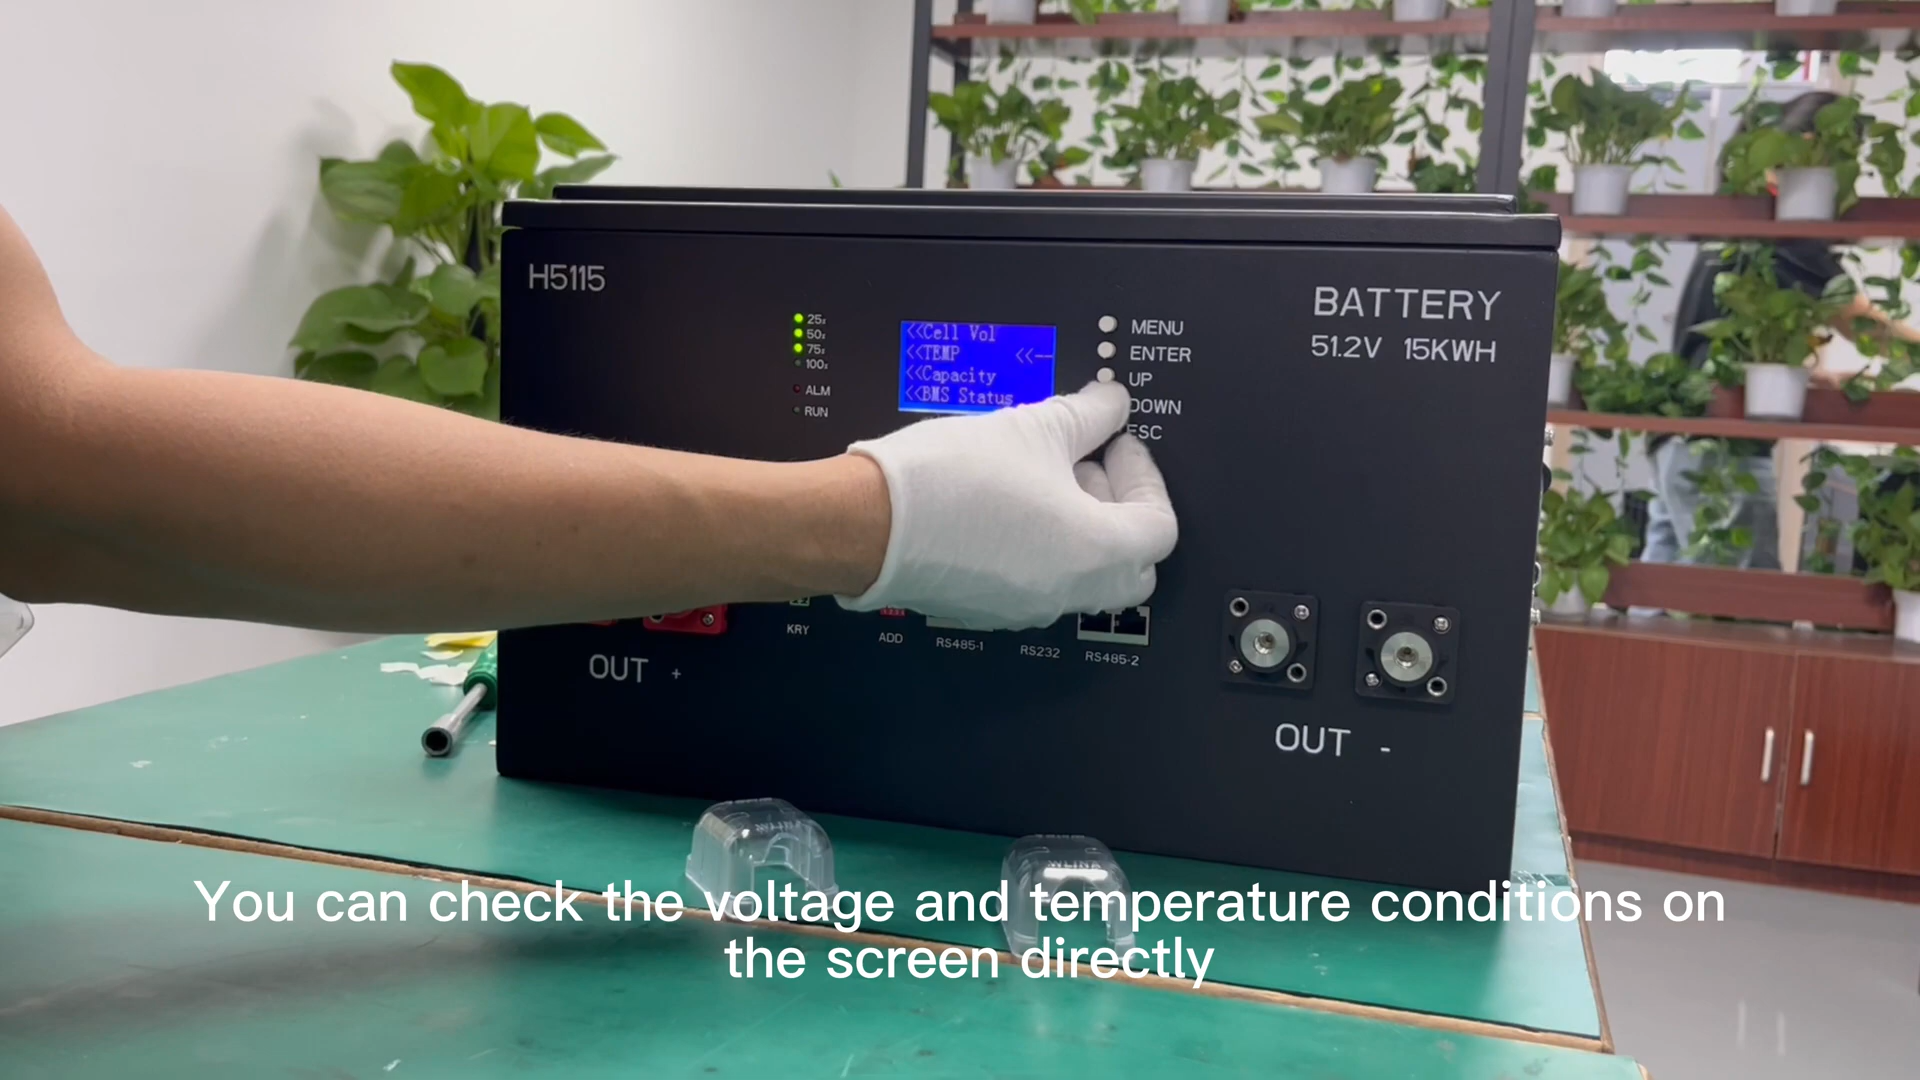 H5115
BATTERY
51.2V 15KWH
25%
50%
75%
100%
ALM
RUN
<<Cell Vol
<<TEMP <<--
<<Capacity
<<BMS Status
MENU
ENTER
UP
DOWN
ESC
KRY
ADD
RS485-1
RS232
RS485-2
OUT +
OUT -
You can check the voltage and temperature conditions on
the screen directly